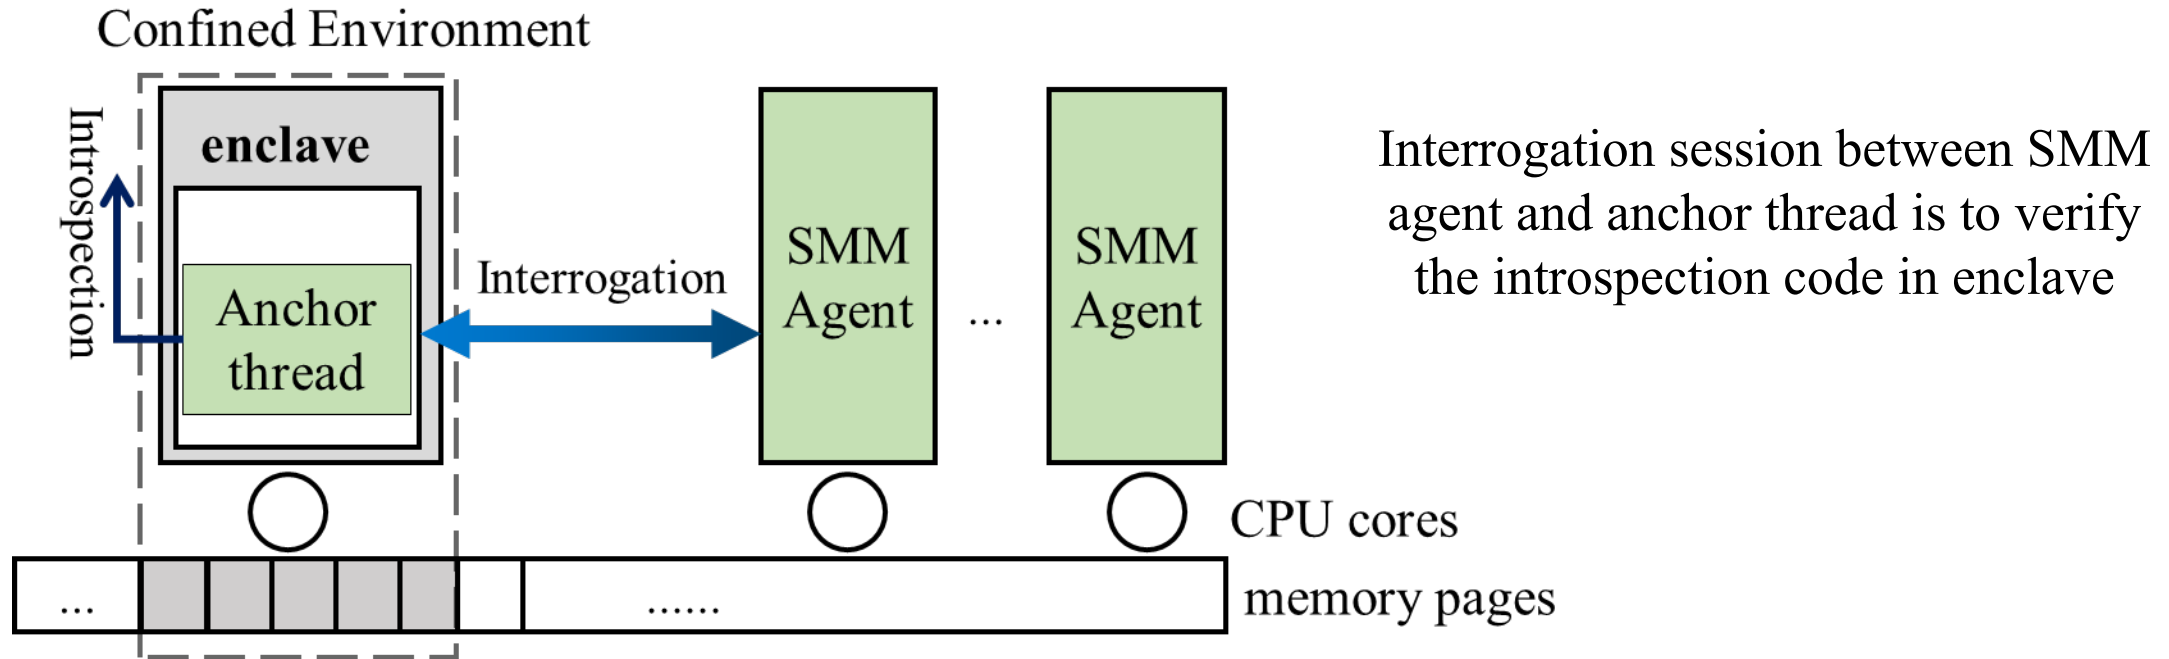 Confined Environment
Introspection
enclave
Anchor
thread
Interrogation
SMM
Agent
...
SMM
Agent
Interrogation session between SMM
agent and anchor thread is to verify
the introspection code in enclave
CPU cores
...
......
memory pages